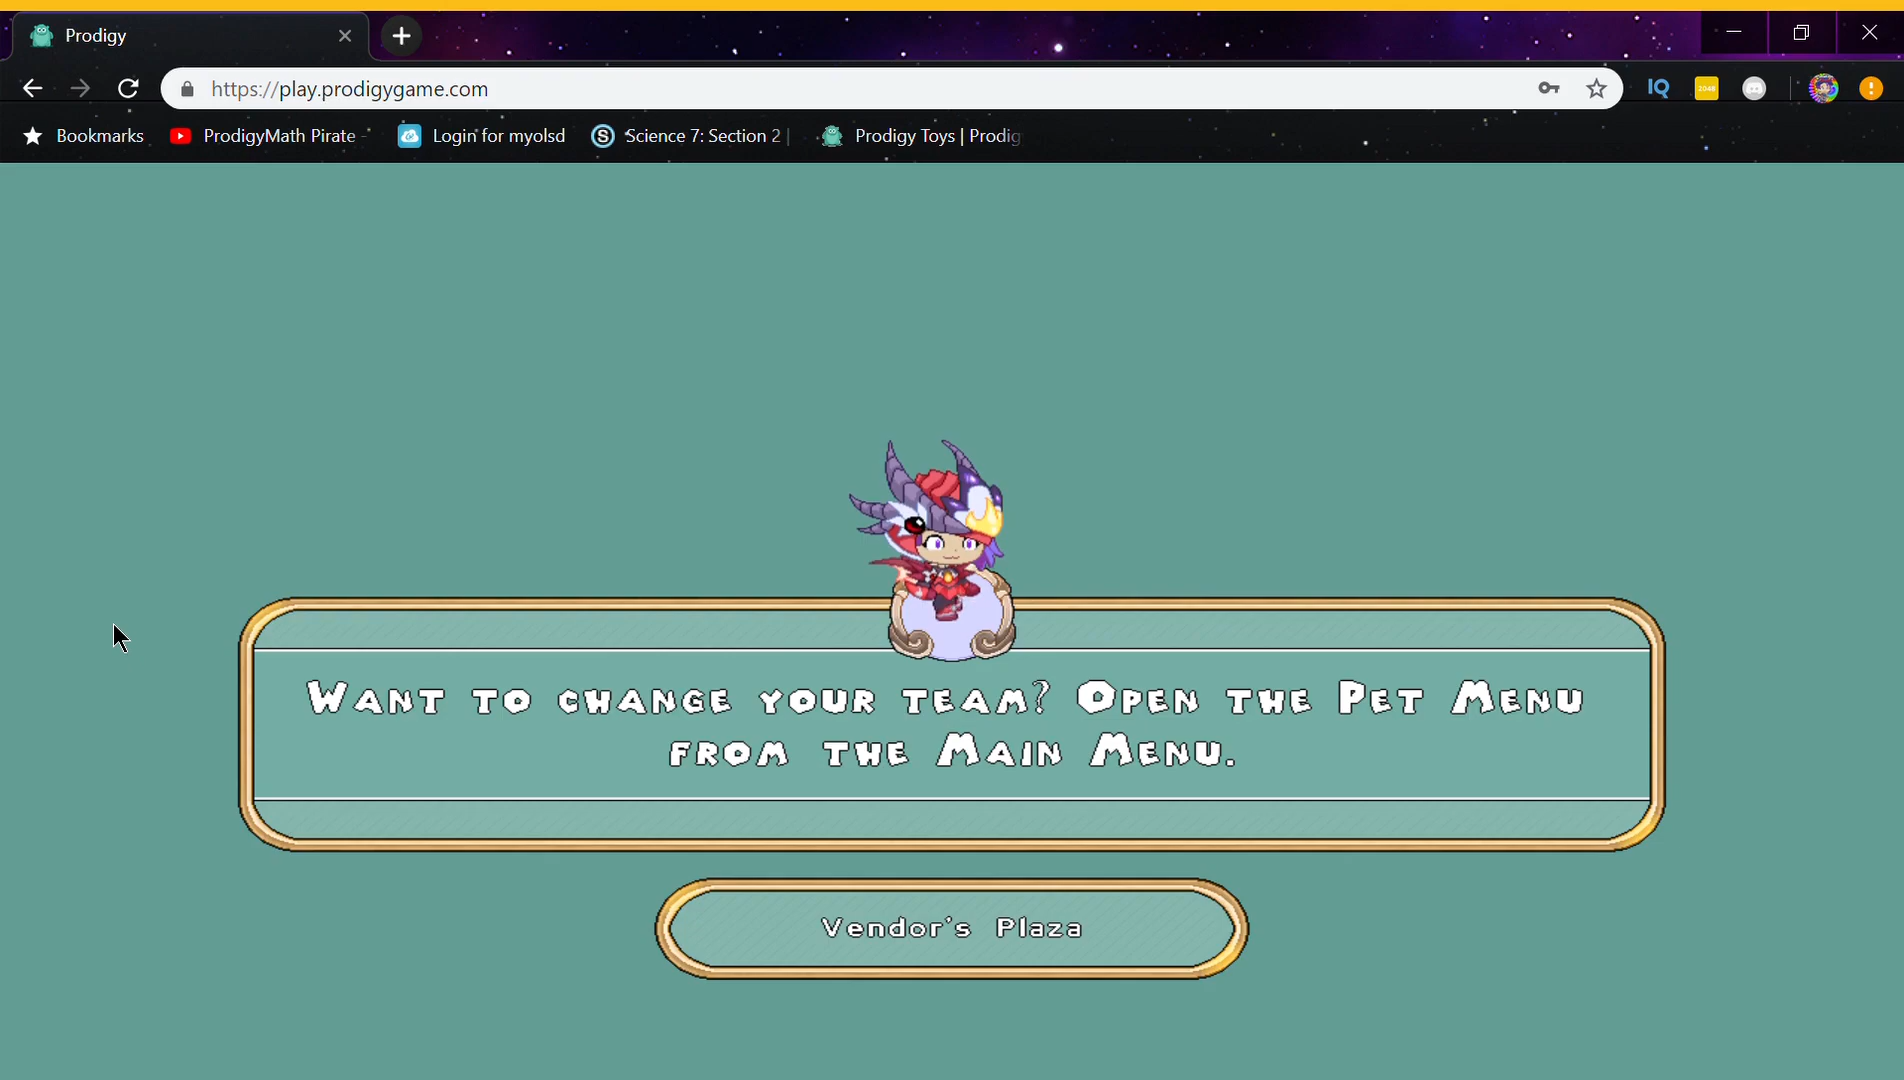 Prodigy
https://play.prodigygame.com
IQ
2048
Bookmarks
ProdigyMath Pirate -
Login for myolsd
S
Science 7: Section 2 |
Prodigy Toys | Prodig
Want to change your team? Open the Pet Menu
from the Main Menu.
Vendor's Plaza